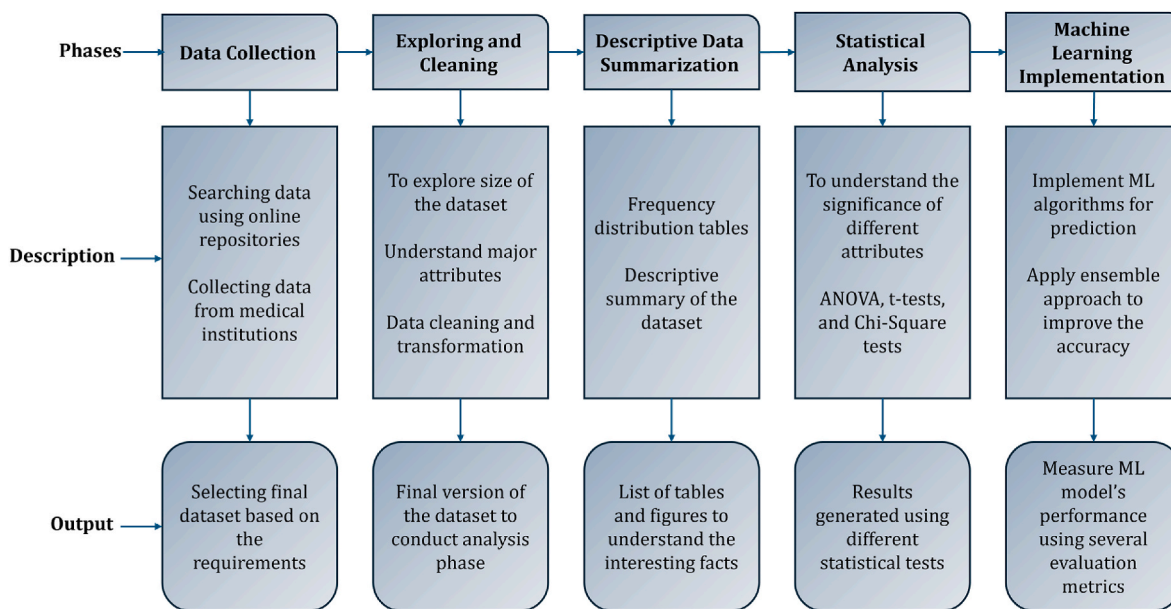 Phases
Data Collection
Exploring and
Cleaning
Descriptive Data
Summarization
Statistical
Analysis
Machine
Learning
Implementation
Description
Searching data
using online
repositories
Collecting data
from medical
institutions
To explore size of
the dataset
Understand major
attributes
Data cleaning and
transformation
Frequency
distribution tables
Descriptive
summary of the
dataset
To understand the
significance of
different
attributes
ANOVA, t-tests,
and Chi-Square
tests
Implement ML
algorithms for
prediction
Apply ensemble
approach to
improve the
accuracy
Output
Selecting final
dataset based on
the
requirements
Final version of
the dataset to
conduct analysis
phase
List of tables
and figures to
understand the
interesting facts
Results
generated using
different
statistical tests
Measure ML
model’s
performance
using several
evaluation
metrics